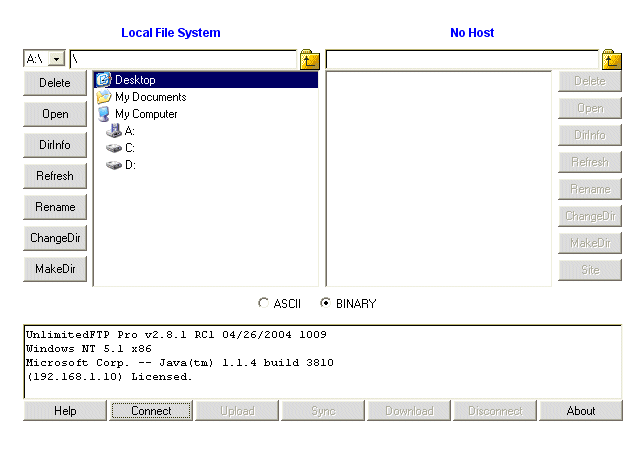 Local File System
No Host
A:\
\
Delete
Open
DirInfo
Refresh
Rename
ChangeDir
MakeDir
Desktop
My Documents
My Computer
A:
C:
D:
Delete
Open
DirInfo
Refresh
Rename
ChangeDir
MakeDir
Site
ASCII BINARY
UnlimitedFTP Pro v2.8.1 RC1 04/26/2004 1009
Windows NT 5.1 x86
Microsoft Corp. -- Java(tm) 1.1.4 build 3810
(192.168.1.10) Licensed.
Help Connect Upload Sync Download Disconnect About